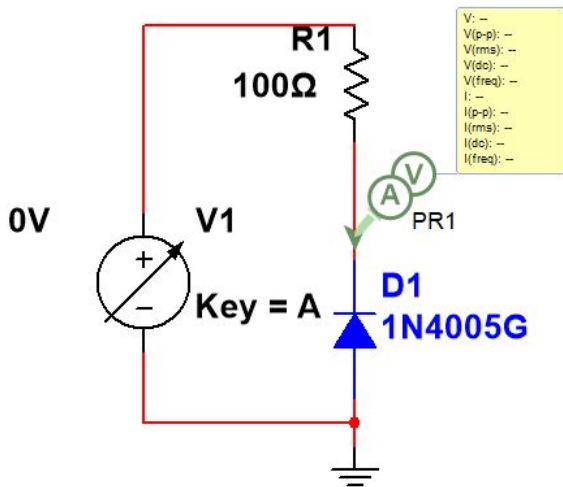 R1
100Ω
V: --
V(p-p): --
V(rms): --
V(dc): --
V(freq): --
I: --
I(p-p): --
I(rms): --
I(dc): --
I(freq): --
V
A
PR1
0V
V1
+
−
Key = A
D1
1N4005G